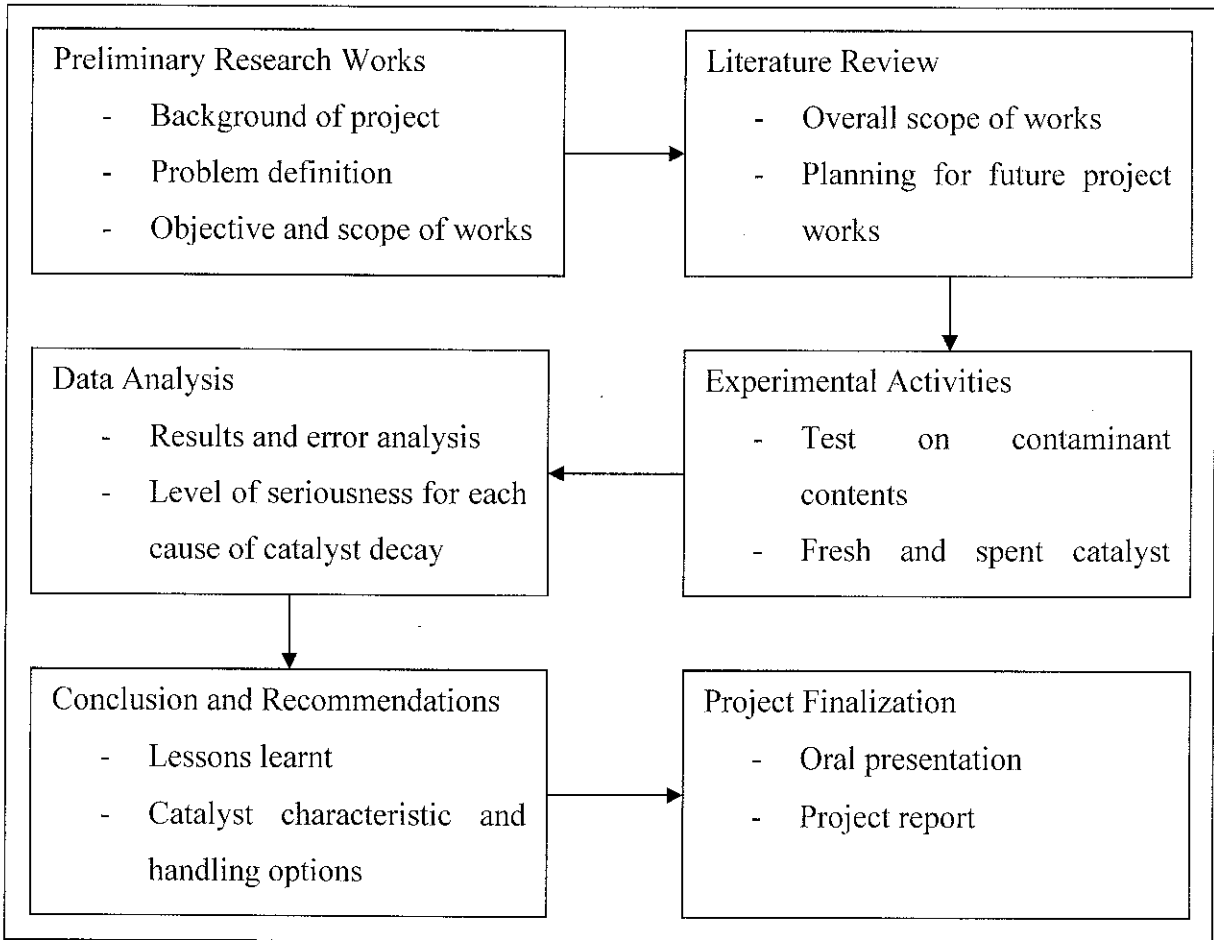 Preliminary Research Works
- Background of project
- Problem definition
- Objective and scope of works
Literature Review
- Overall scope of works
- Planning for future project
works
Experimental Activities
- Test on contaminant
contents
- Fresh and spent catalyst
Data Analysis
- Results and error analysis
- Level of seriousness for each
cause of catalyst decay
Conclusion and Recommendations
- Lessons learnt
- Catalyst characteristic and
handling options
Project Finalization
- Oral presentation
- Project report